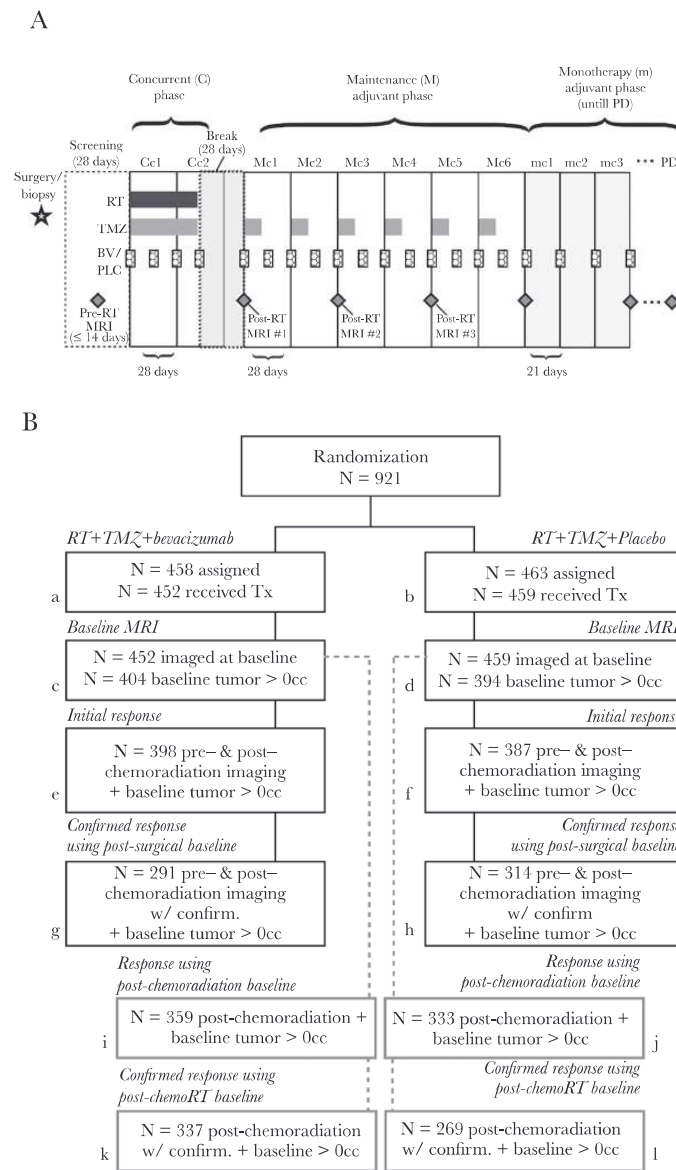 A
Concurrent (C)
phase
Maintenance (M)
adjuvant phase
Monotherapy (m)
adjuvant phase
(untill PD)
Screening
(28 days)
Break
(28 days)
Cc1 Cc2 Mc1 Mc2 Mc3 Mc4 Mc5 Mc6 mc1 mc2 mc3 PD
Surgery/
biopsy
RT
TMZ
BV/
PLC
Pre-RT
MRI
(≤ 14 days)
Post-RT
MRI #1
Post-RT
MRI #2
Post-RT
MRI #3
28 days
28 days
21 days
B
Randomization
N = 921
RT+TMZ+bevacizumab
RT+TMZ+Placebo
a
N = 458 assigned
N = 452 received Tx
b
N = 463 assigned
N = 459 received Tx
Baseline MRI
Baseline MRI
c
N = 452 imaged at baseline
N = 404 baseline tumor > 0cc
d
N = 459 imaged at baseline
N = 394 baseline tumor > 0cc
Initial response
Initial response
e
N = 398 pre– & post–
chemoradiation imaging
+ baseline tumor > 0cc
f
N = 387 pre– & post–
chemoradiation imaging
+ baseline tumor > 0cc
Confirmed response
using post-surgical baseline
Confirmed response
using post-surgical baseline
g
N = 291 pre– & post–
chemoradiation imaging
w/ confirm.
+ baseline tumor > 0cc
h
N = 314 pre– & post–
chemoradiation imaging
w/ confirm
+ baseline tumor > 0cc
Response using
post-chemoradiation baseline
Response using
post-chemoradiation baseline
i
N = 359 post-chemoradiation +
baseline tumor > 0cc
N = 333 post-chemoradiation +
baseline tumor > 0cc
j
Confirmed response using
post-chemoRT baseline
Confirmed response using
post-chemoRT baseline
k
N = 337 post-chemoradiation
w/ confirm. + baseline > 0cc
N = 269 post-chemoradiation
w/ confirm. + baseline > 0cc
l